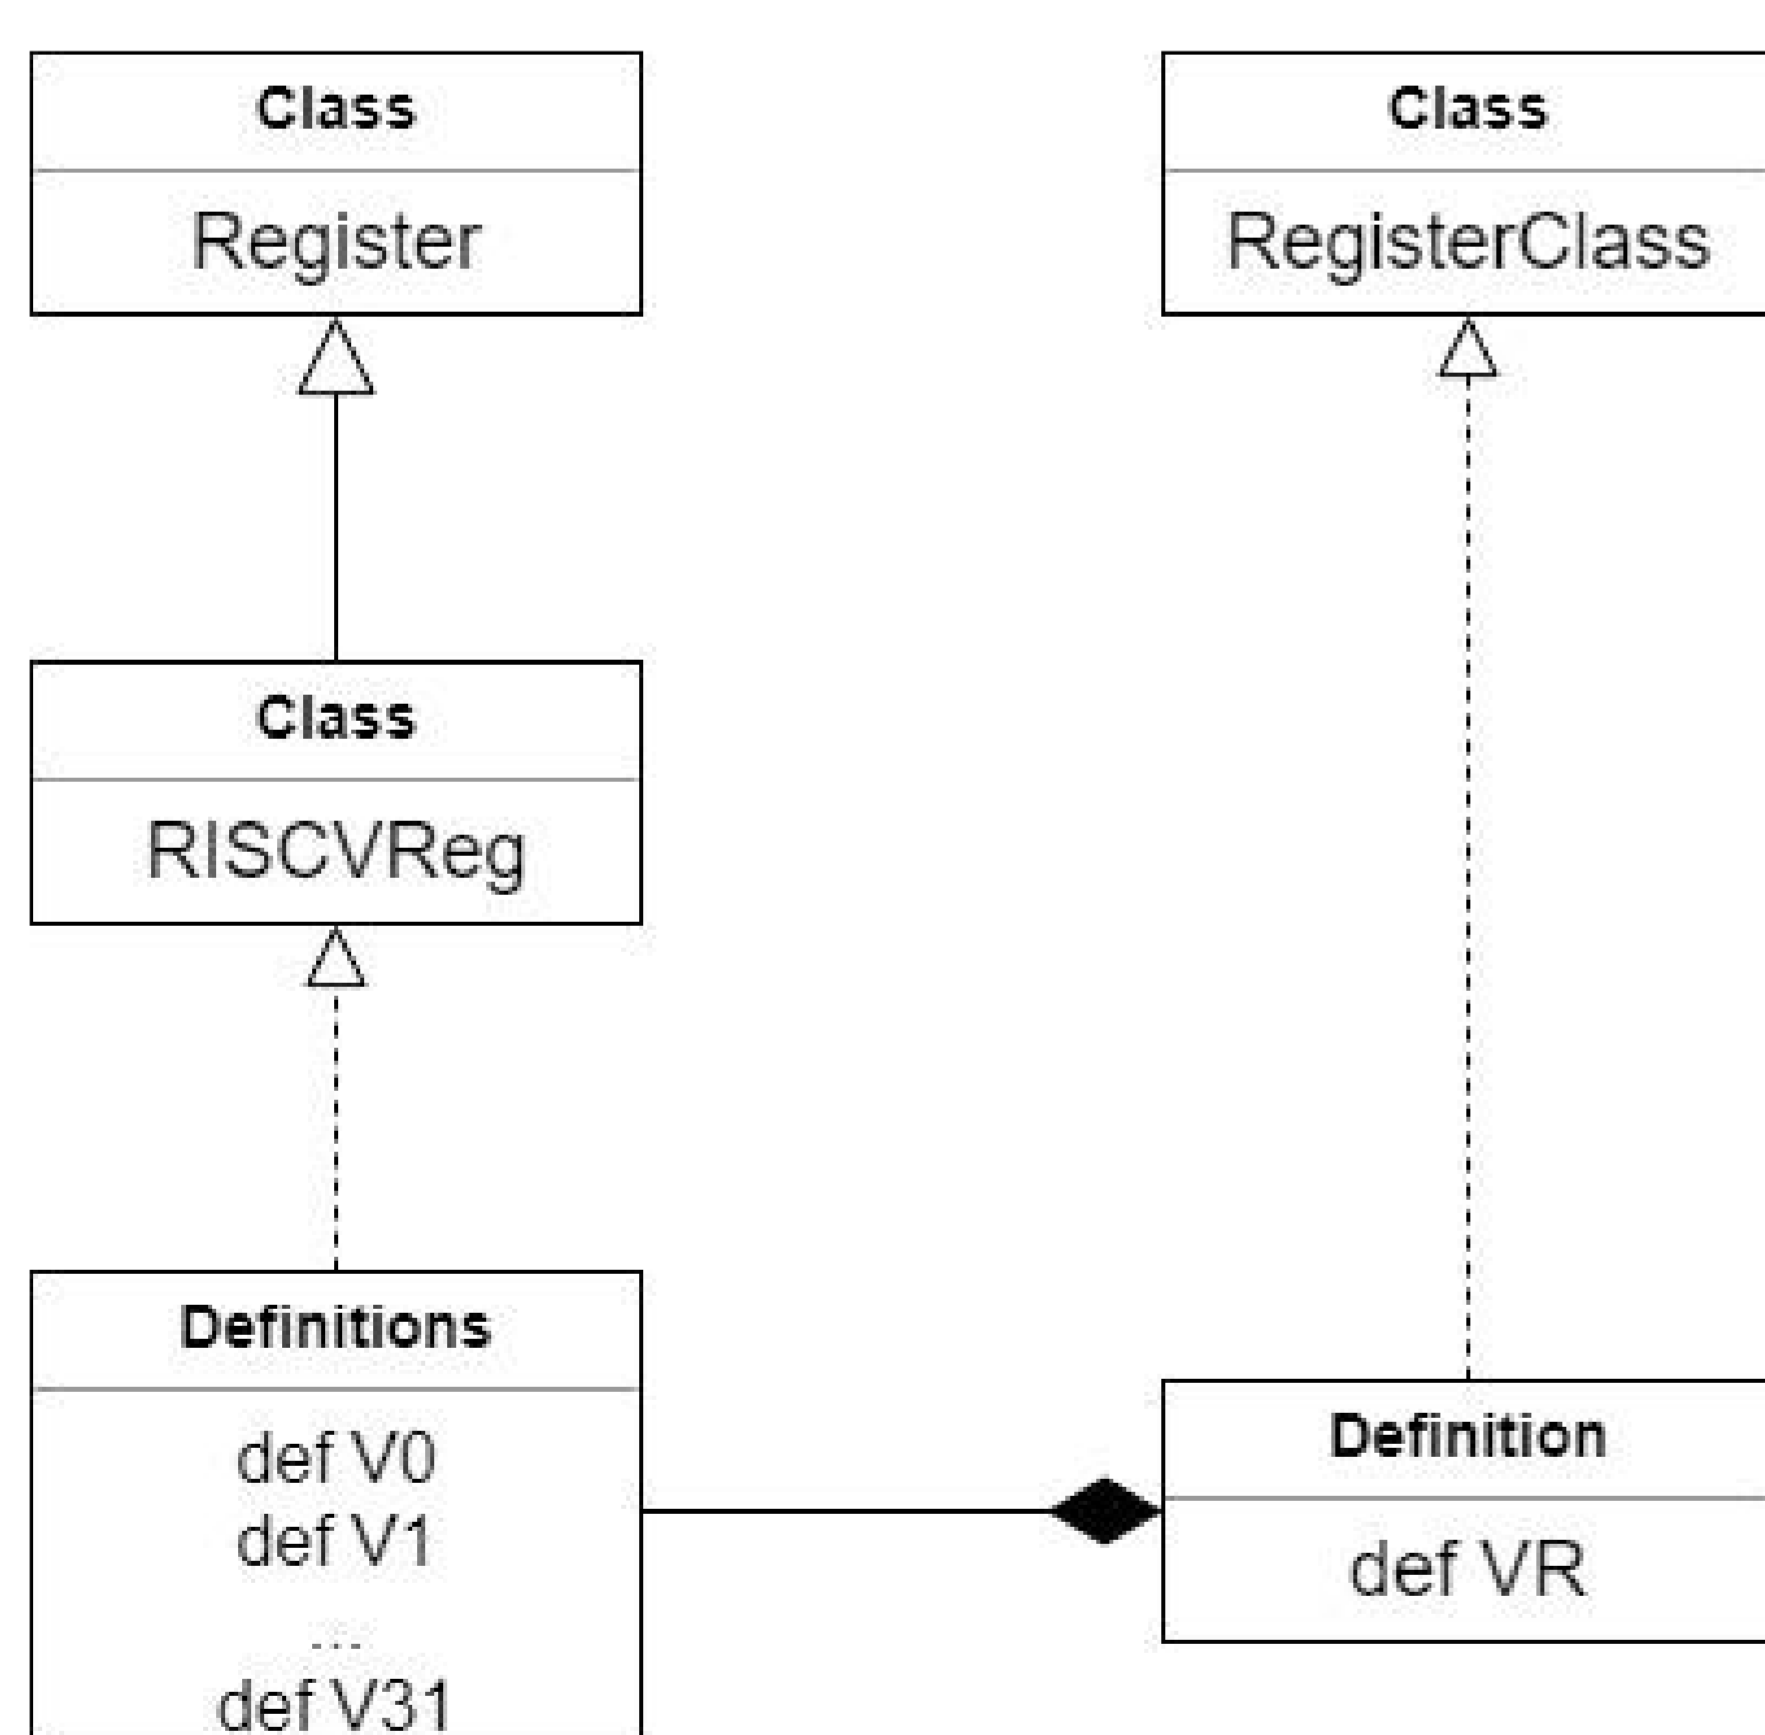 Class
Register
Class
RegisterClass
Class
RISCVReg
Definitions
def V0
def V1
...
def V31
Definition
def VR